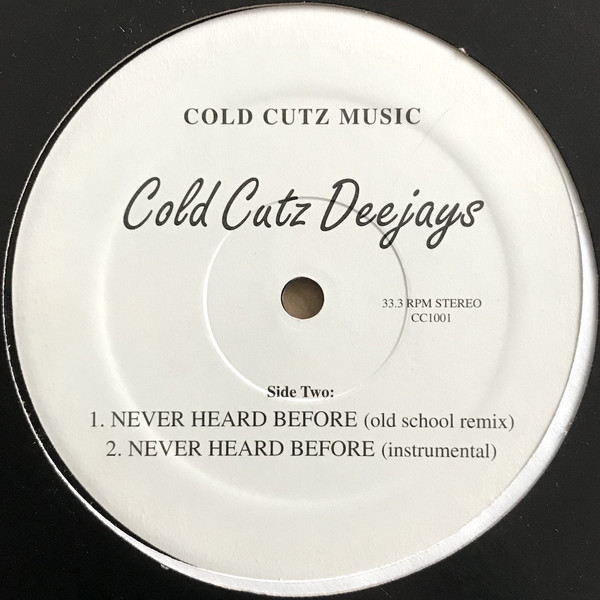 COLD CUTZ MUSIC
Cold Cutz Deejays
33.3 RPM STEREO
CC1001
Side Two:
1. NEVER HEARD BEFORE (old school remix)
2. NEVER HEARD BEFORE (instrumental)